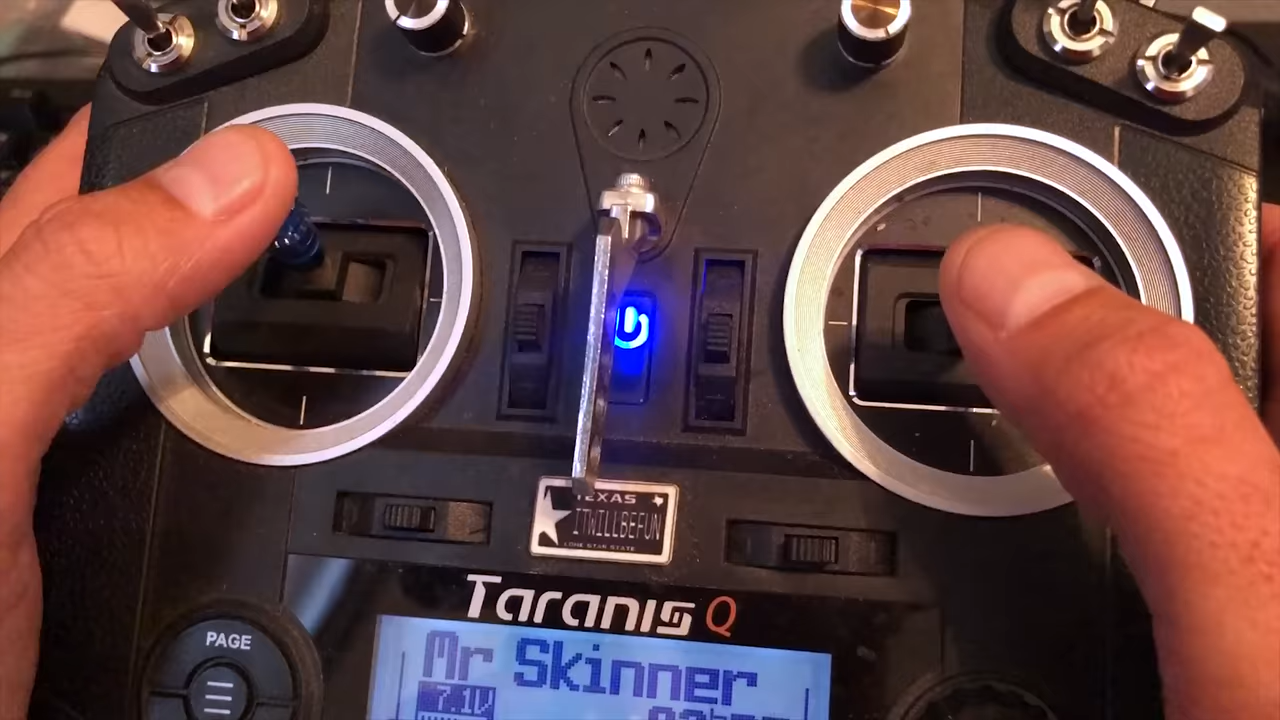 TEXAS
ITWILLBEFUN
LONE STAR STATE
Taranis Q
PAGE
Mr Skinner
7.1V